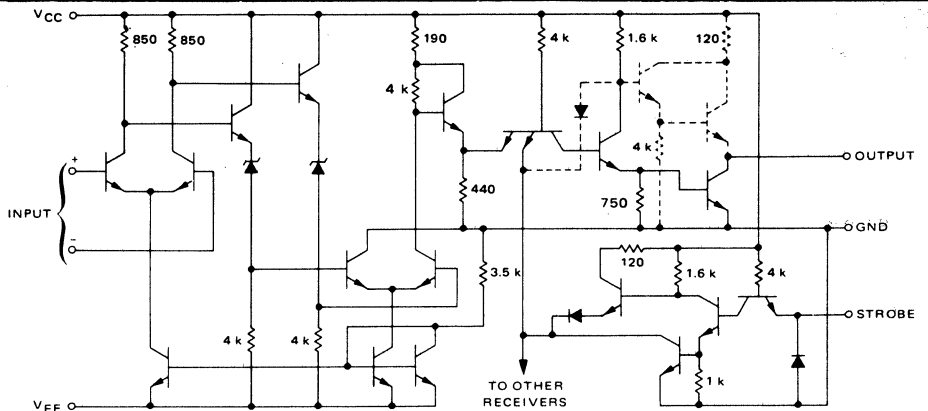 VCC
850
850
190
4 k
1.6 k
120
4 k
4 k
OUTPUT
+
INPUT
−
440
750
GND
3.5 k
120
1.6 k
4 k
STROBE
4 k
4 k
1 k
VEE
TO OTHER
RECEIVERS